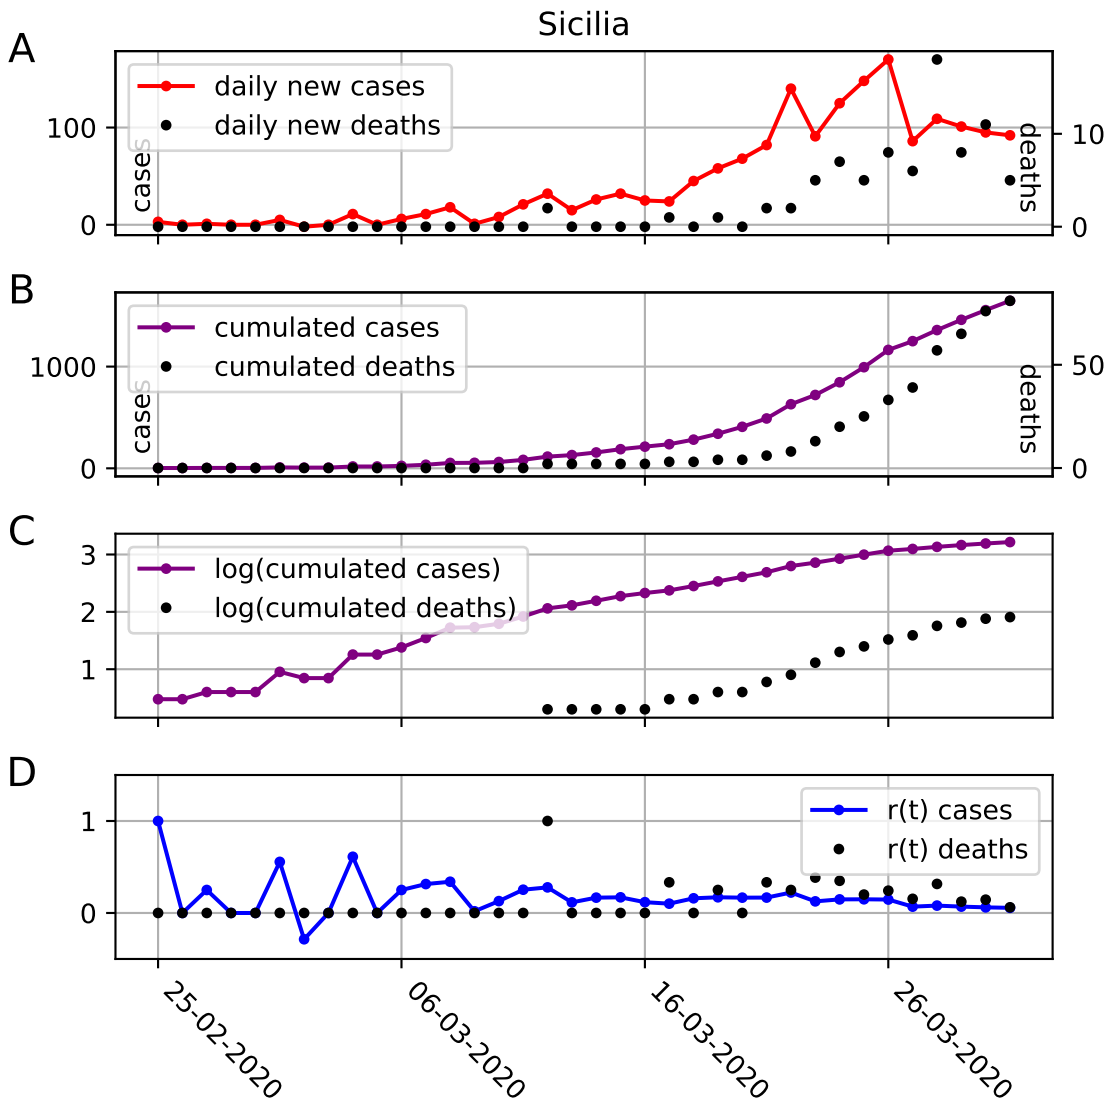 Sicilia
A
daily new cases
daily new deaths
100
0
cases
10
0
deaths
B
cumulated cases
cumulated deaths
1000
0
cases
50
0
deaths
C
log(cumulated cases)
log(cumulated deaths)
3
2
1
D
r(t) cases
r(t) deaths
1
0
25-02-2020
06-03-2020
16-03-2020
26-03-2020